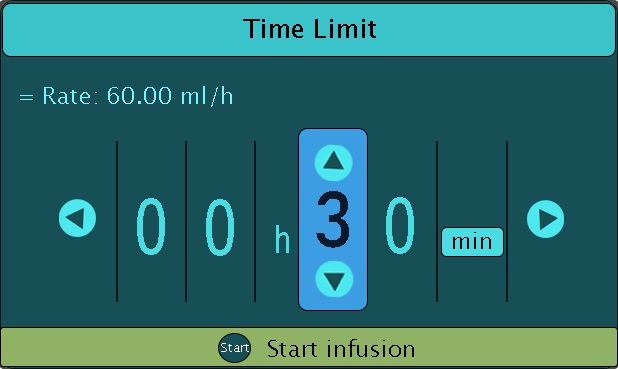 Time Limit
= Rate: 60.00 ml/h
0 0 h 3 0 min
Start Start infusion